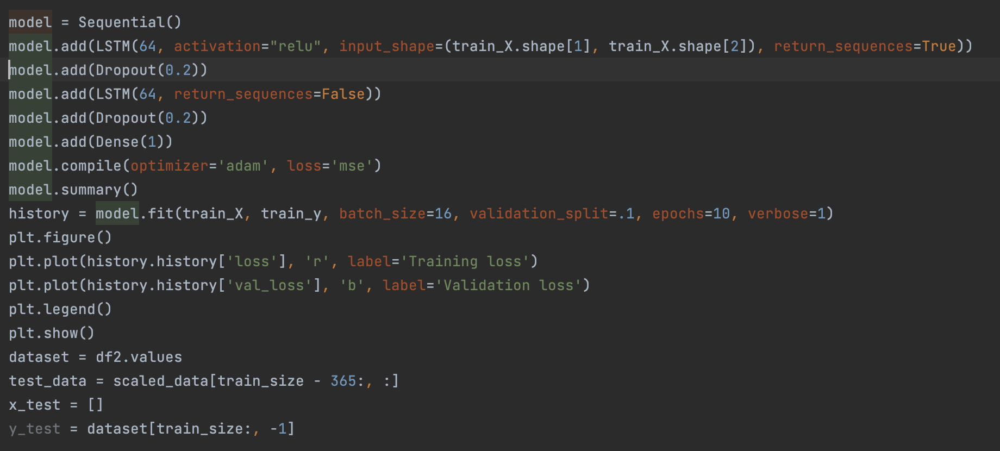 model = Sequential()
model.add(LSTM(64, activation="relu", input_shape=(train_X.shape[1], train_X.shape[2]), return_sequences=True))
model.add(Dropout(0.2))
model.add(LSTM(64, return_sequences=False))
model.add(Dropout(0.2))
model.add(Dense(1))
model.compile(optimizer='adam', loss='mse')
model.summary()
history = model.fit(train_X, train_y, batch_size=16, validation_split=.1, epochs=10, verbose=1)
plt.figure()
plt.plot(history.history['loss'], 'r', label='Training loss')
plt.plot(history.history['val_loss'], 'b', label='Validation loss')
plt.legend()
plt.show()
dataset = df2.values
test_data = scaled_data[train_size - 365:, :]
x_test = []
y_test = dataset[train_size:, -1]